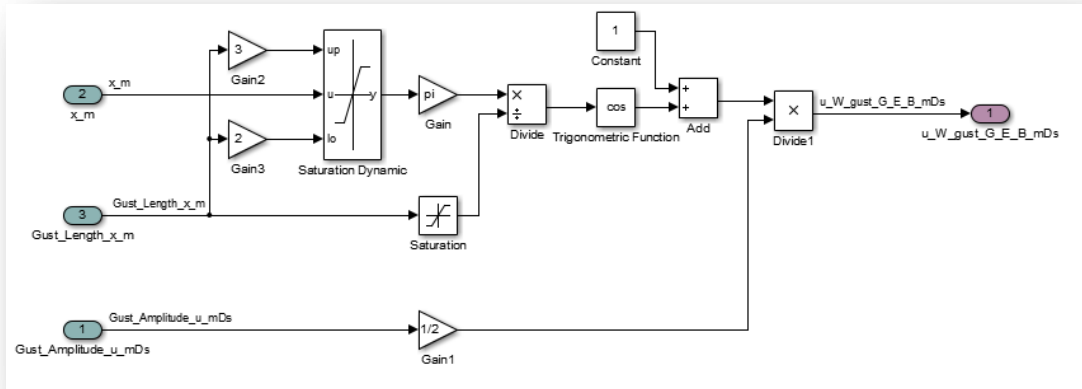 1
Constant
3
Gain2
up
u
y
lo
Saturation Dynamic
2
x_m
x_m
2
Gain3
pi
Gain
×
÷
Divide
cos
Trigonometric Function
+
+
Add
×
Divide1
u_W_gust_G_E_B_mDs
1
u_W_gust_G_E_B_mDs
3
Gust_Length_x_m
Gust_Length_x_m
Saturation
1
Gust_Amplitude_u_mDs
Gust_Amplitude_u_mDs
1/2
Gain1